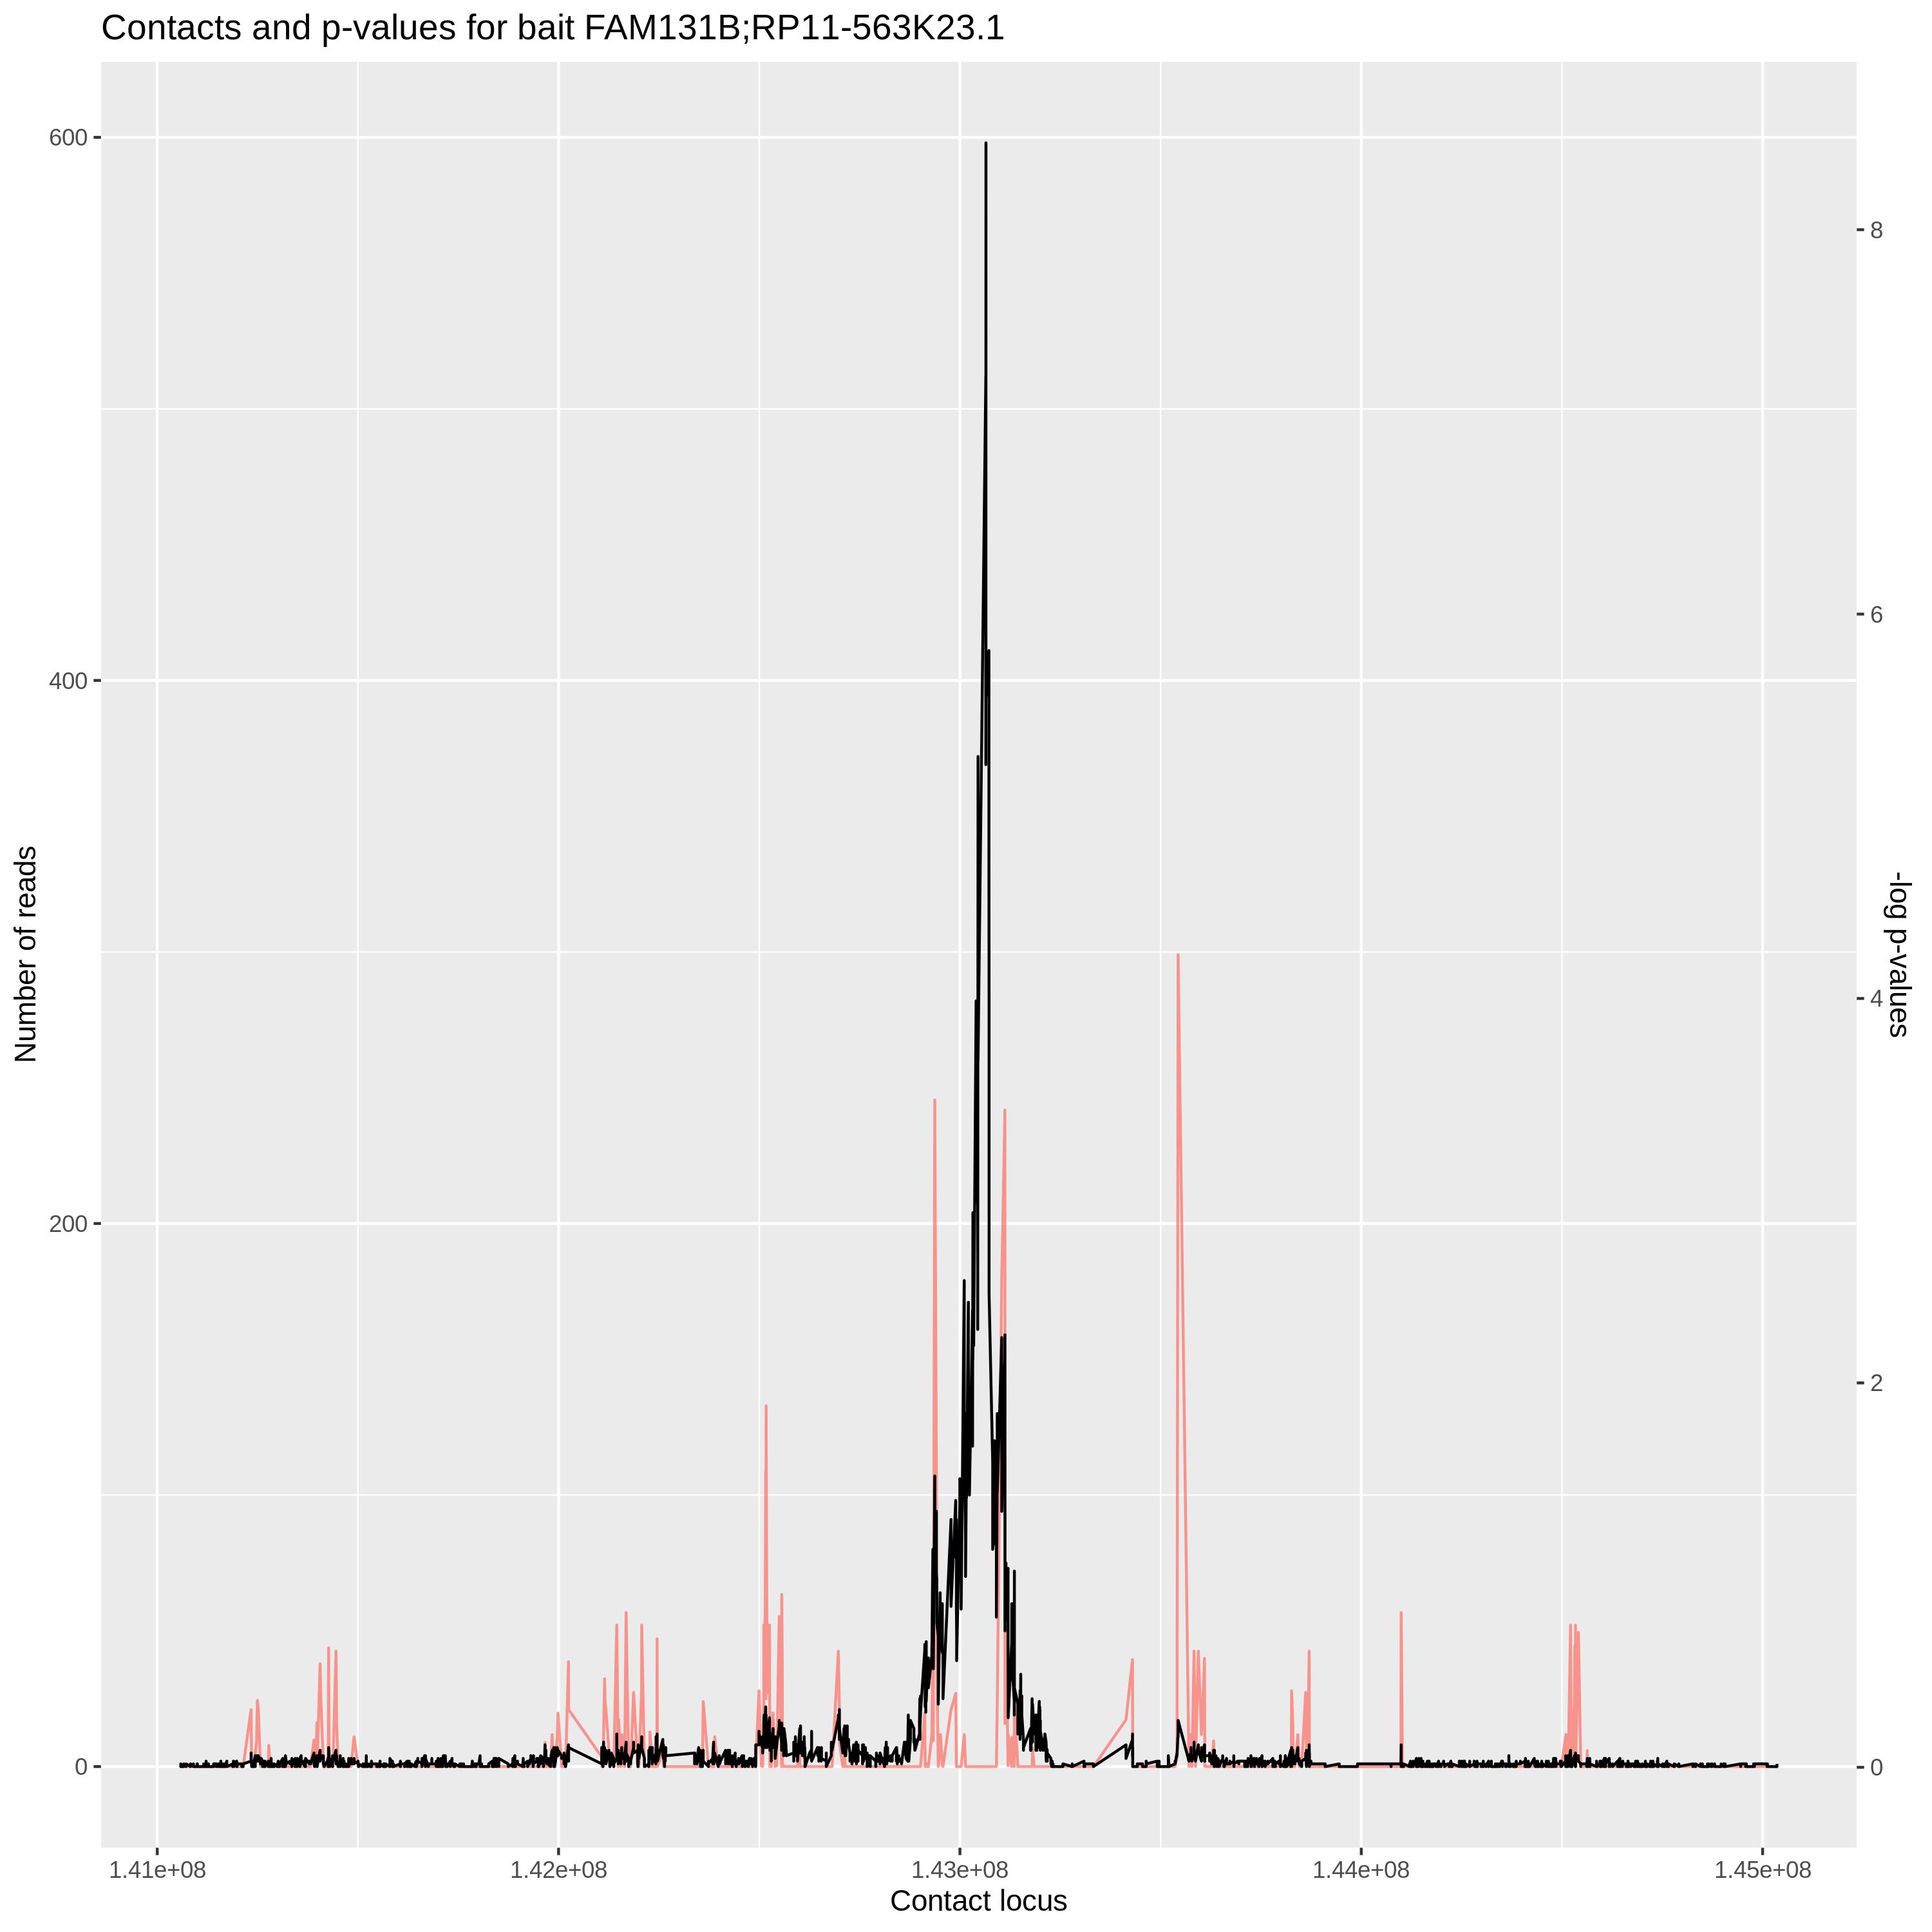 Contacts and p-values for bait FAM131B;RP11-563K23.1
600
400
200
0
Number of reads
8
6
4
2
0
-log p-values
1.41e+08
1.42e+08
1.43e+08
1.44e+08
1.45e+08
Contact locus